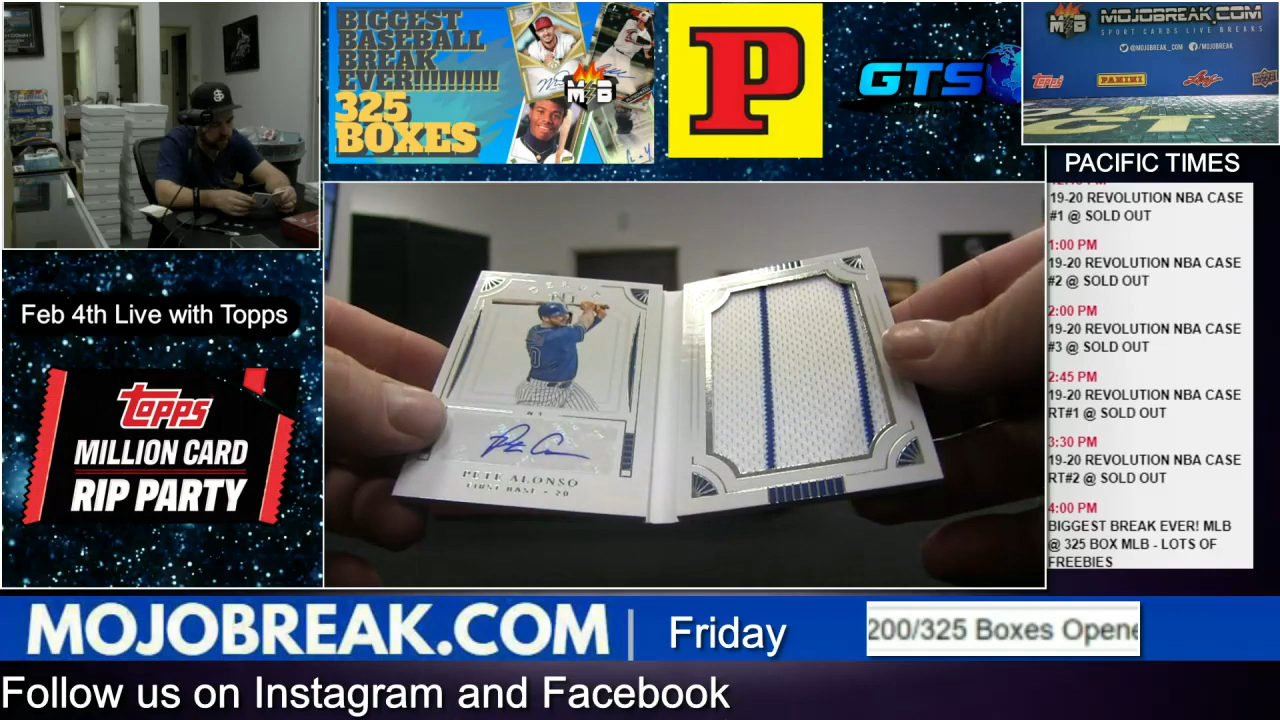 BIGGEST
BASEBALL
BREAK
EVER!!!!!!!!!!!
325
BOXES
M B
P
GTS
MB MOJOBREAK.COM
SPORT CARDS LIVE BREAKS
@MOJOBREAK_COM /MOJOBREAK
topps PANINI Leaf
PACIFIC TIMES
19-20 REVOLUTION NBA CASE
#1 @ SOLD OUT
1:00 PM
19-20 REVOLUTION NBA CASE
#2 @ SOLD OUT
2:00 PM
19-20 REVOLUTION NBA CASE
#3 @ SOLD OUT
2:45 PM
19-20 REVOLUTION NBA CASE
RT#1 @ SOLD OUT
3:30 PM
19-20 REVOLUTION NBA CASE
RT#2 @ SOLD OUT
4:00 PM
BIGGEST BREAK EVER! MLB
@ 325 BOX MLB - LOTS OF
FREEBIES
Feb 4th Live with Topps
topps
MILLION CARD
RIP PARTY
PETE ALONSO
FIRST BASE • 20
MOJOBREAK.COM | Friday
200/325 Boxes Opene
Follow us on Instagram and Facebook